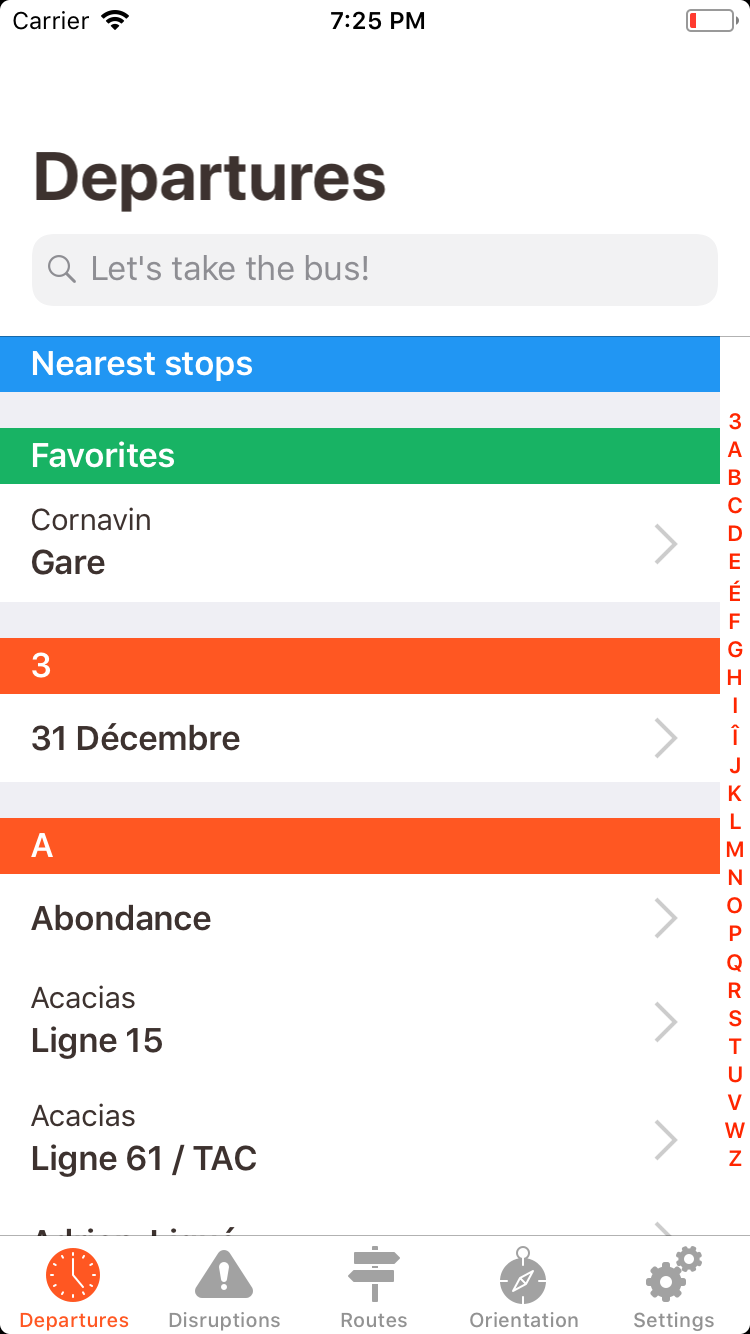 Carrier 7:25 PM
Departures
Let's take the bus!
Nearest stops
Favorites
Cornavin
Gare
3
31 Décembre
A
Abondance
Acacias
Ligne 15
Acacias
Ligne 61 / TAC
3
A
B
C
D
E
É
F
G
H
I
Î
J
K
L
M
N
O
P
Q
R
S
T
U
V
W
Z
Departures Disruptions Routes Orientation Settings